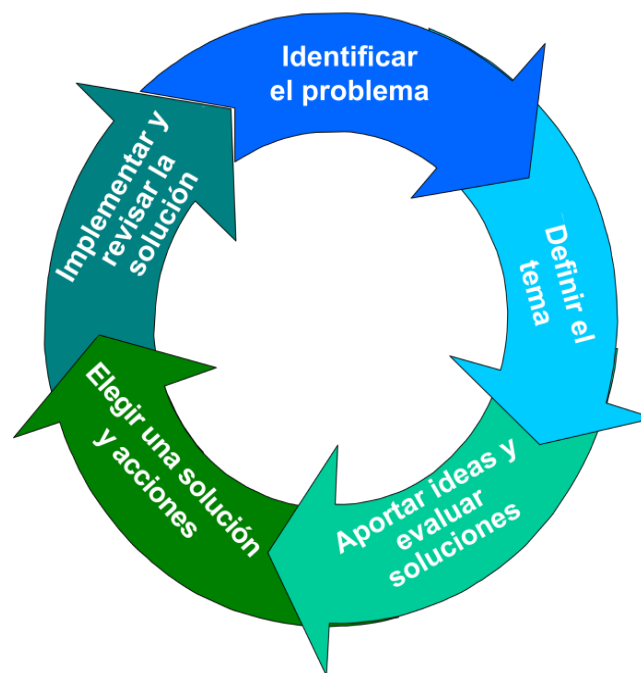 Identificar
el problema
Definir el
tema
Aportar ideas y
evaluar
soluciones
Elegir una solución
y acciones
Implementar y
revisar la
solución